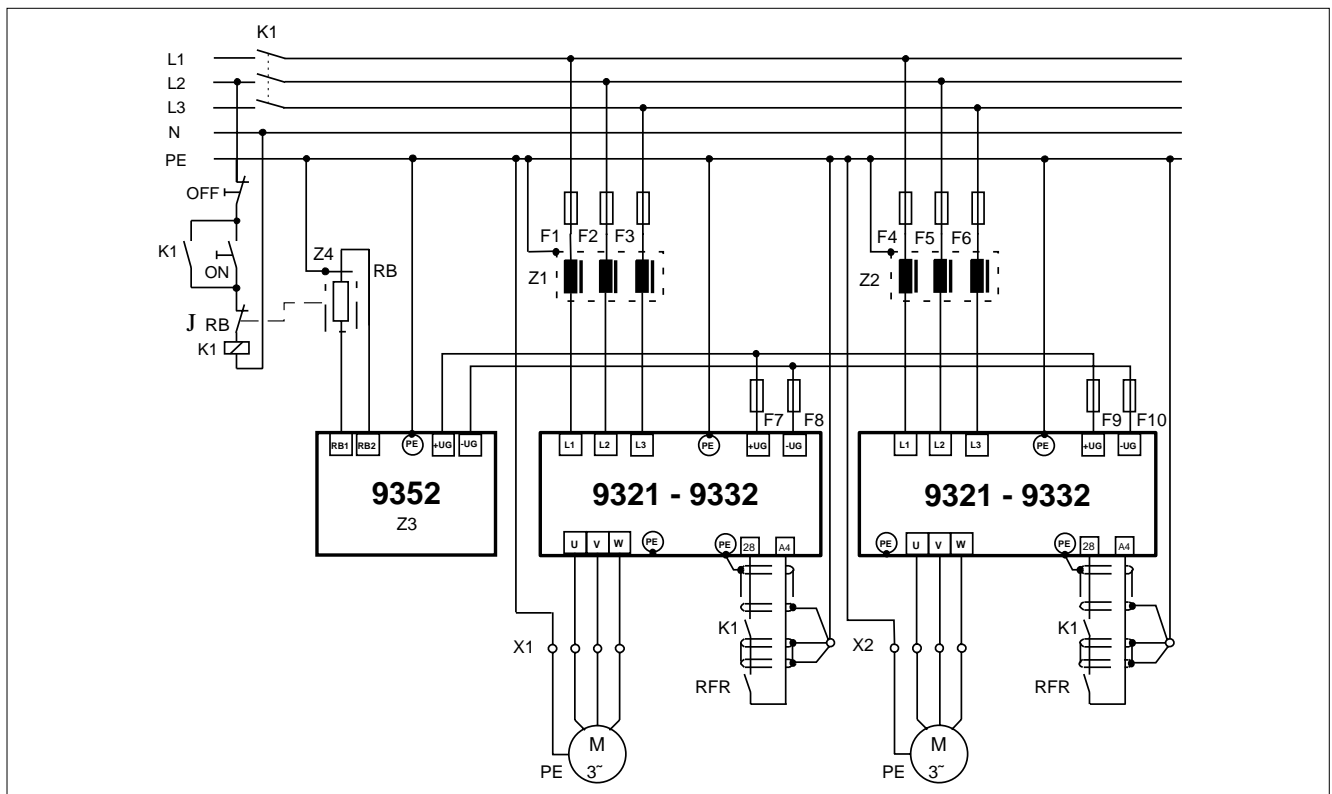 K1
L1
L2
L3
N
PE
OFF
K1
ON
Z4
RB
J RB
K1
F1 F2 F3
Z1
F4 F5 F6
Z2
F7 F8
F9 F10
RB1 RB2 PE +UG -UG
L1 L2 L3 PE +UG -UG
L1 L2 L3 PE +UG -UG
9352
Z3
9321 - 9332
9321 - 9332
U V W PE PE 28 A4
PE U V W PE 28 A4
K1
K1
X1
X2
RFR
RFR
M
3~
PE
M
3~
PE